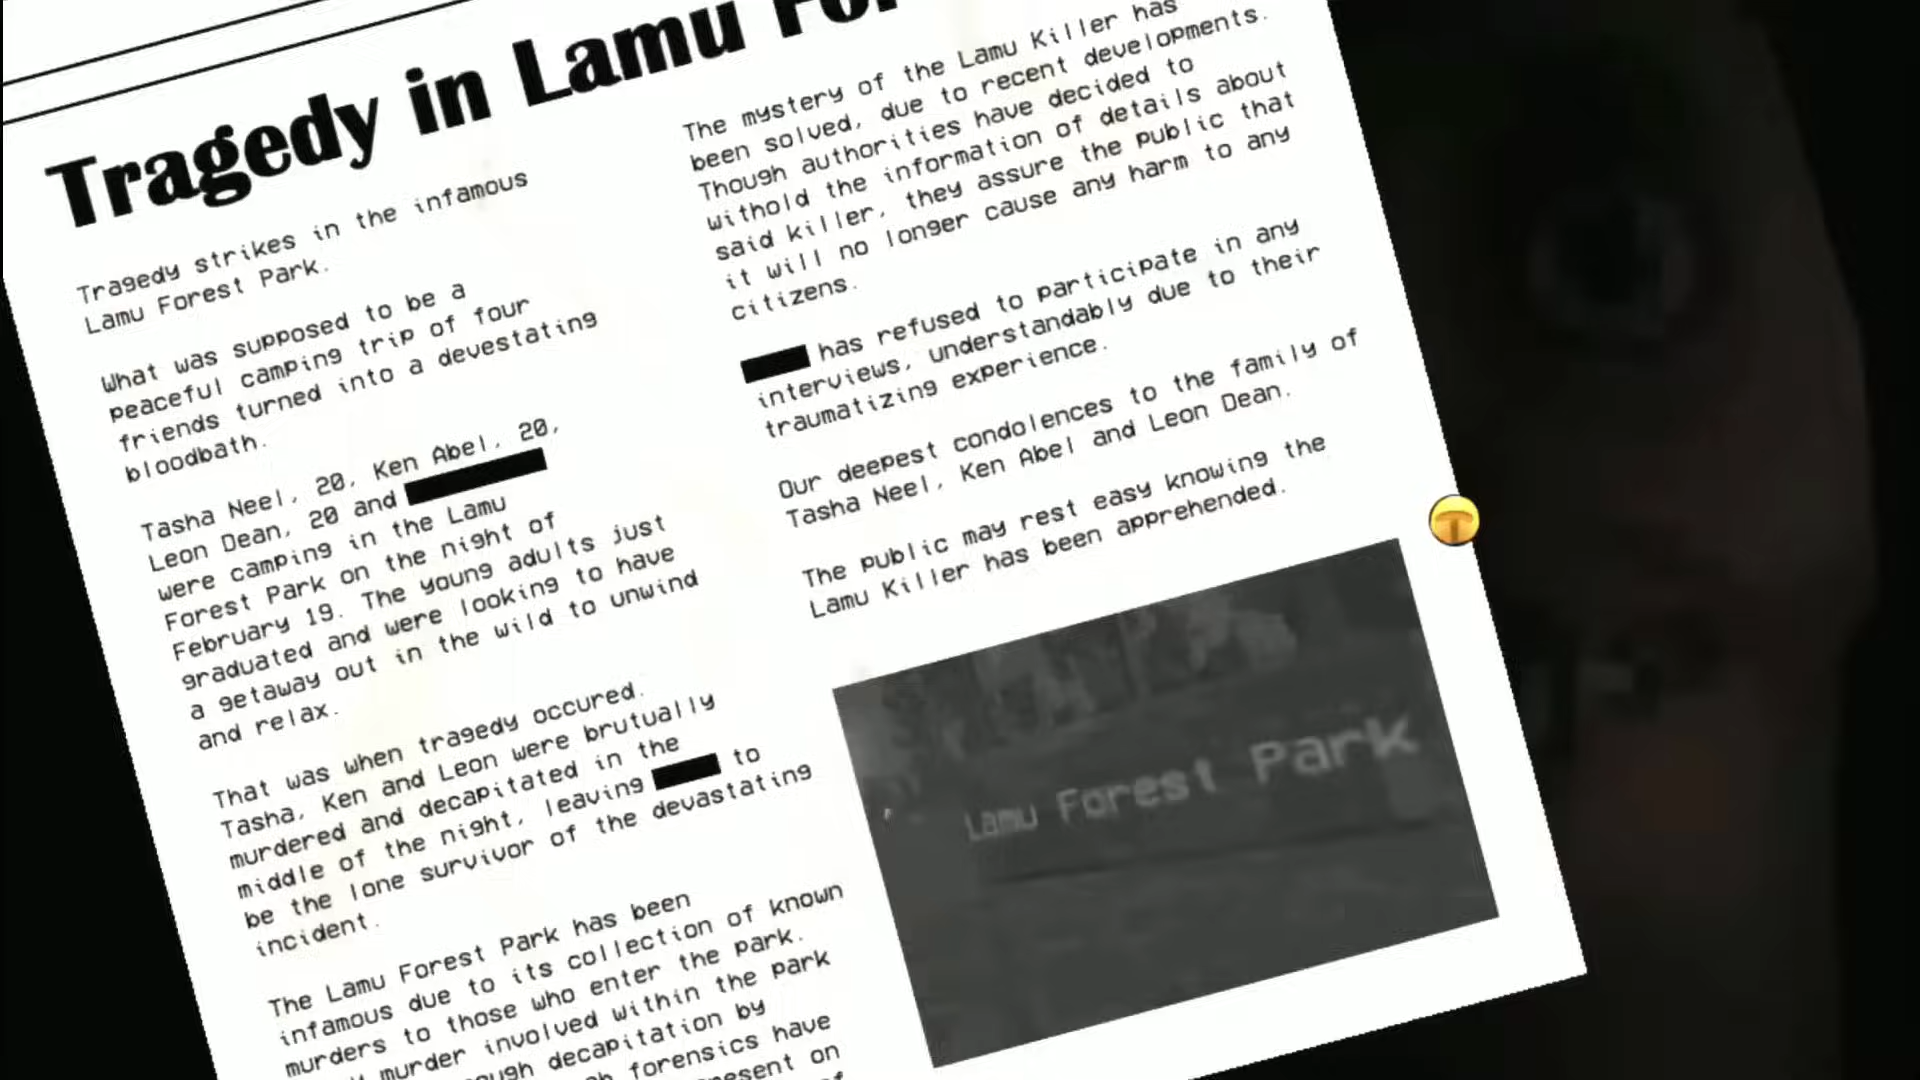 Tragedy in Lamu
Tragedy strikes in the infamous
Lamu Forest Park.
What was supposed to be a
peaceful camping trip of four
friends turned into a devestating
bloodbath.
Tasha Neel, 20, Ken Abel, 20,
Leon Dean, 20 and
were camping in the Lamu
Forest Park on the night of
February 19. The young adults just
graduated and were looking to have
a getaway out in the wild to unwind
and relax.
That was when tragedy occured.
Tasha, Ken and Leon were brutually
murdered and decapitated in the
middle of the night, leaving to
be the lone survivor of the devastating
incident.
The Lamu Forest Park has been
infamous due to its collection of known
murders to those who enter the park.
murder involved within the park
decapitation by
forensics have
on
The mystery of the Lamu Killer has
been solved, due to recent developments.
Though authorities have decided to
withold the information of details about
said killer, they assure the public that
it will no longer cause any harm to any
citizens.
has refused to participate in any
interviews, understandably due to their
traumatizing experience.
Our deepest condolences to the family of
Tasha Neel, Ken Abel and Leon Dean.
The public may rest easy knowing the
Lamu Killer has been apprehended.
Lamu Forest Park